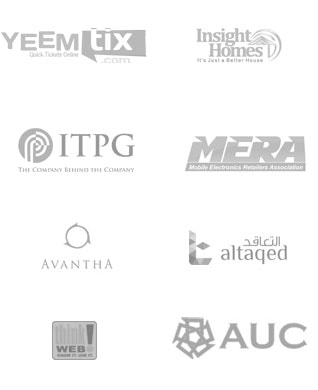 YEEMtix
Quick Tickets Online
.com
Insight
Homes
It's Just a Better House
ITPG
THE COMPANY BEHIND THE COMPANY
MERA
Mobile Electronics Retailers Association
AVANTHA
التعاقد
altaqed
WEB!
AUC